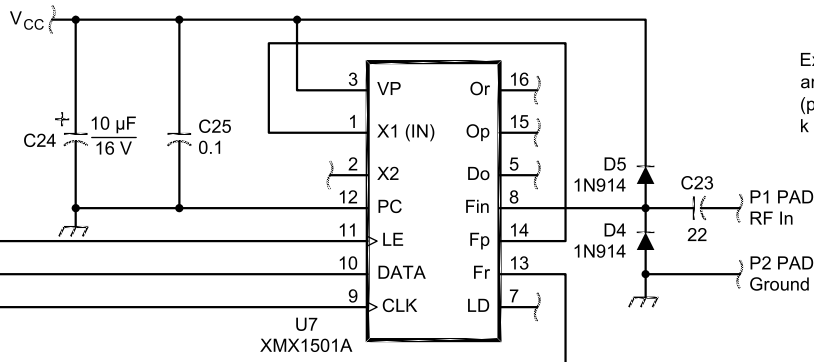 VCC
3 VP Or 16
1 X1 (IN) Op 15
2 X2 Do 5
12 PC Fin 8
11 LE Fp 14
10 DATA Fr 13
9 CLK LD 7
U7
XMX1501A
+
C24 10 µF
16 V
C25
0.1
D5
1N914
D4
1N914
C23
22
P1 PAD
RF In
P2 PAD
Ground
Ex
ar
(p
k